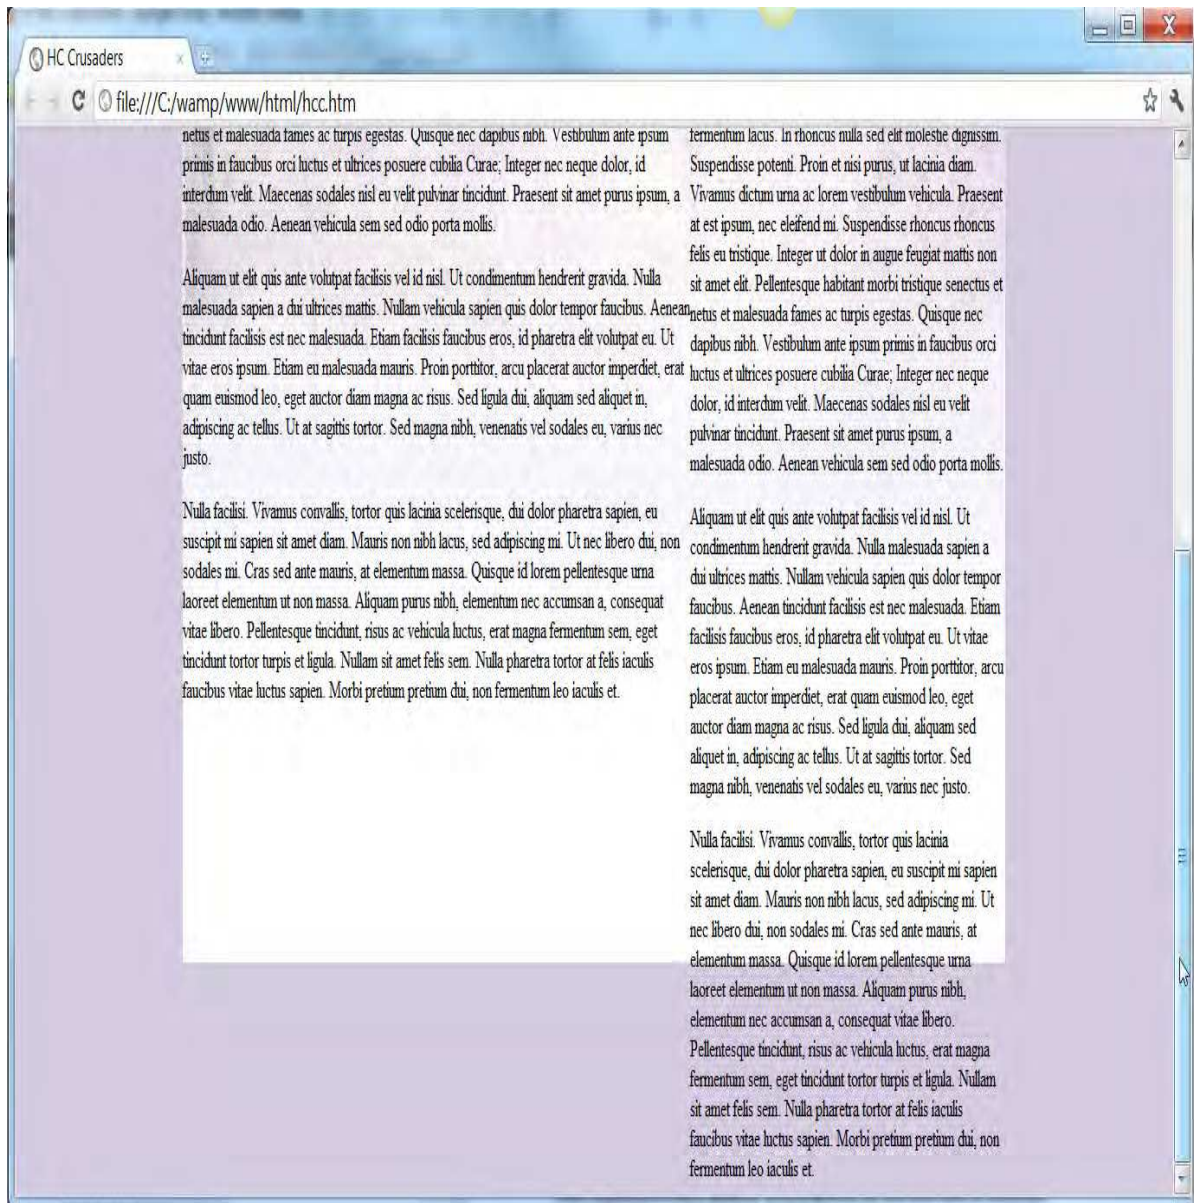 HC Crusaders
file:///C:/wamp/www/html/hcc.htm
netus et malesuada fames ac turpis egestas. Quisque nec dapibus nibh. Vestibulum ante ipsum
primis in faucibus orci luctus et ultrices posuere cubilia Curae; Integer nec neque dolor, id
interdum velit. Maecenas sodales nisl eu velit pulvinar tincidunt. Praesent sit amet purus ipsum, a
malesuada odio. Aenean vehicula sem sed odio porta mollis.
Aliquam ut elit quis ante volutpat facilisis vel id nisl. Ut condimentum hendrerit gravida. Nulla
malesuada sapien a dui ultrices mattis. Nullam vehicula sapien quis dolor tempor faucibus. Aenean
tincidunt facilisis est nec malesuada. Etiam facilisis faucibus eros, id pharetra elit volutpat eu. Ut
vitae eros ipsum. Etiam eu malesuada mauris. Proin porttitor, arcu placerat auctor imperdiet, erat
quam euismod leo, eget auctor diam magna ac risus. Sed ligula dui, aliquam sed aliquet in,
adipiscing ac tellus. Ut at sagittis tortor. Sed magna nibh, venenatis vel sodales eu, varius nec
justo.
Nulla facilisi. Vivamus convallis, tortor quis lacinia scelerisque, dui dolor pharetra sapien, eu
suscipit mi sapien sit amet diam. Mauris non nibh lacus, sed adipiscing mi. Ut nec libero dui, non
sodales mi. Cras sed ante mauris, at elementum massa. Quisque id lorem pellentesque urna
laoreet elementum ut non massa. Aliquam purus nibh, elementum nec accumsan a, consequat
vitae libero. Pellentesque tincidunt, risus ac vehicula luctus, erat magna fermentum sem, eget
tincidunt tortor turpis et ligula. Nullam sit amet felis sem. Nulla pharetra tortor at felis iaculis
faucibus vitae luctus sapien. Morbi pretium pretium dui, non fermentum leo iaculis et.
fermentum lacus. In rhoncus nulla sed elit molestie dignissim.
Suspendisse potenti. Proin et nisi purus, ut lacinia diam.
Vivamus dictum urna ac lorem vestibulum vehicula. Praesent
at est ipsum, nec eleifend mi. Suspendisse rhoncus rhoncus
felis eu tristique. Integer ut dolor in augue feugiat mattis non
sit amet elit. Pellentesque habitant morbi tristique senectus et
netus et malesuada fames ac turpis egestas. Quisque nec
dapibus nibh. Vestibulum ante ipsum primis in faucibus orci
luctus et ultrices posuere cubilia Curae; Integer nec neque
dolor, id interdum velit. Maecenas sodales nisl eu velit
pulvinar tincidunt. Praesent sit amet purus ipsum, a
malesuada odio. Aenean vehicula sem sed odio porta mollis.
Aliquam ut elit quis ante volutpat facilisis vel id nisl. Ut
condimentum hendrerit gravida. Nulla malesuada sapien a
dui ultrices mattis. Nullam vehicula sapien quis dolor tempor
faucibus. Aenean tincidunt facilisis est nec malesuada. Etiam
facilisis faucibus eros, id pharetra elit volutpat eu. Ut vitae
eros ipsum. Etiam eu malesuada mauris. Proin porttitor, arcu
placerat auctor imperdiet, erat quam euismod leo, eget
auctor diam magna ac risus. Sed ligula dui, aliquam sed
aliquet in, adipiscing ac tellus. Ut at sagittis tortor. Sed
magna nibh, venenatis vel sodales eu, varius nec justo.
Nulla facilisi. Vivamus convallis, tortor quis lacinia
scelerisque, dui dolor pharetra sapien, eu suscipit mi sapien
sit amet diam. Mauris non nibh lacus, sed adipiscing mi. Ut
nec libero dui, non sodales mi. Cras sed ante mauris, at
elementum massa. Quisque id lorem pellentesque urna
laoreet elementum ut non massa. Aliquam purus nibh,
elementum nec accumsan a, consequat vitae libero.
Pellentesque tincidunt, risus ac vehicula luctus, erat magna
fermentum sem, eget tincidunt tortor turpis et ligula. Nullam
sit amet felis sem. Nulla pharetra tortor at felis iaculis
faucibus vitae luctus sapien. Morbi pretium pretium dui, non
fermentum leo iaculis et.